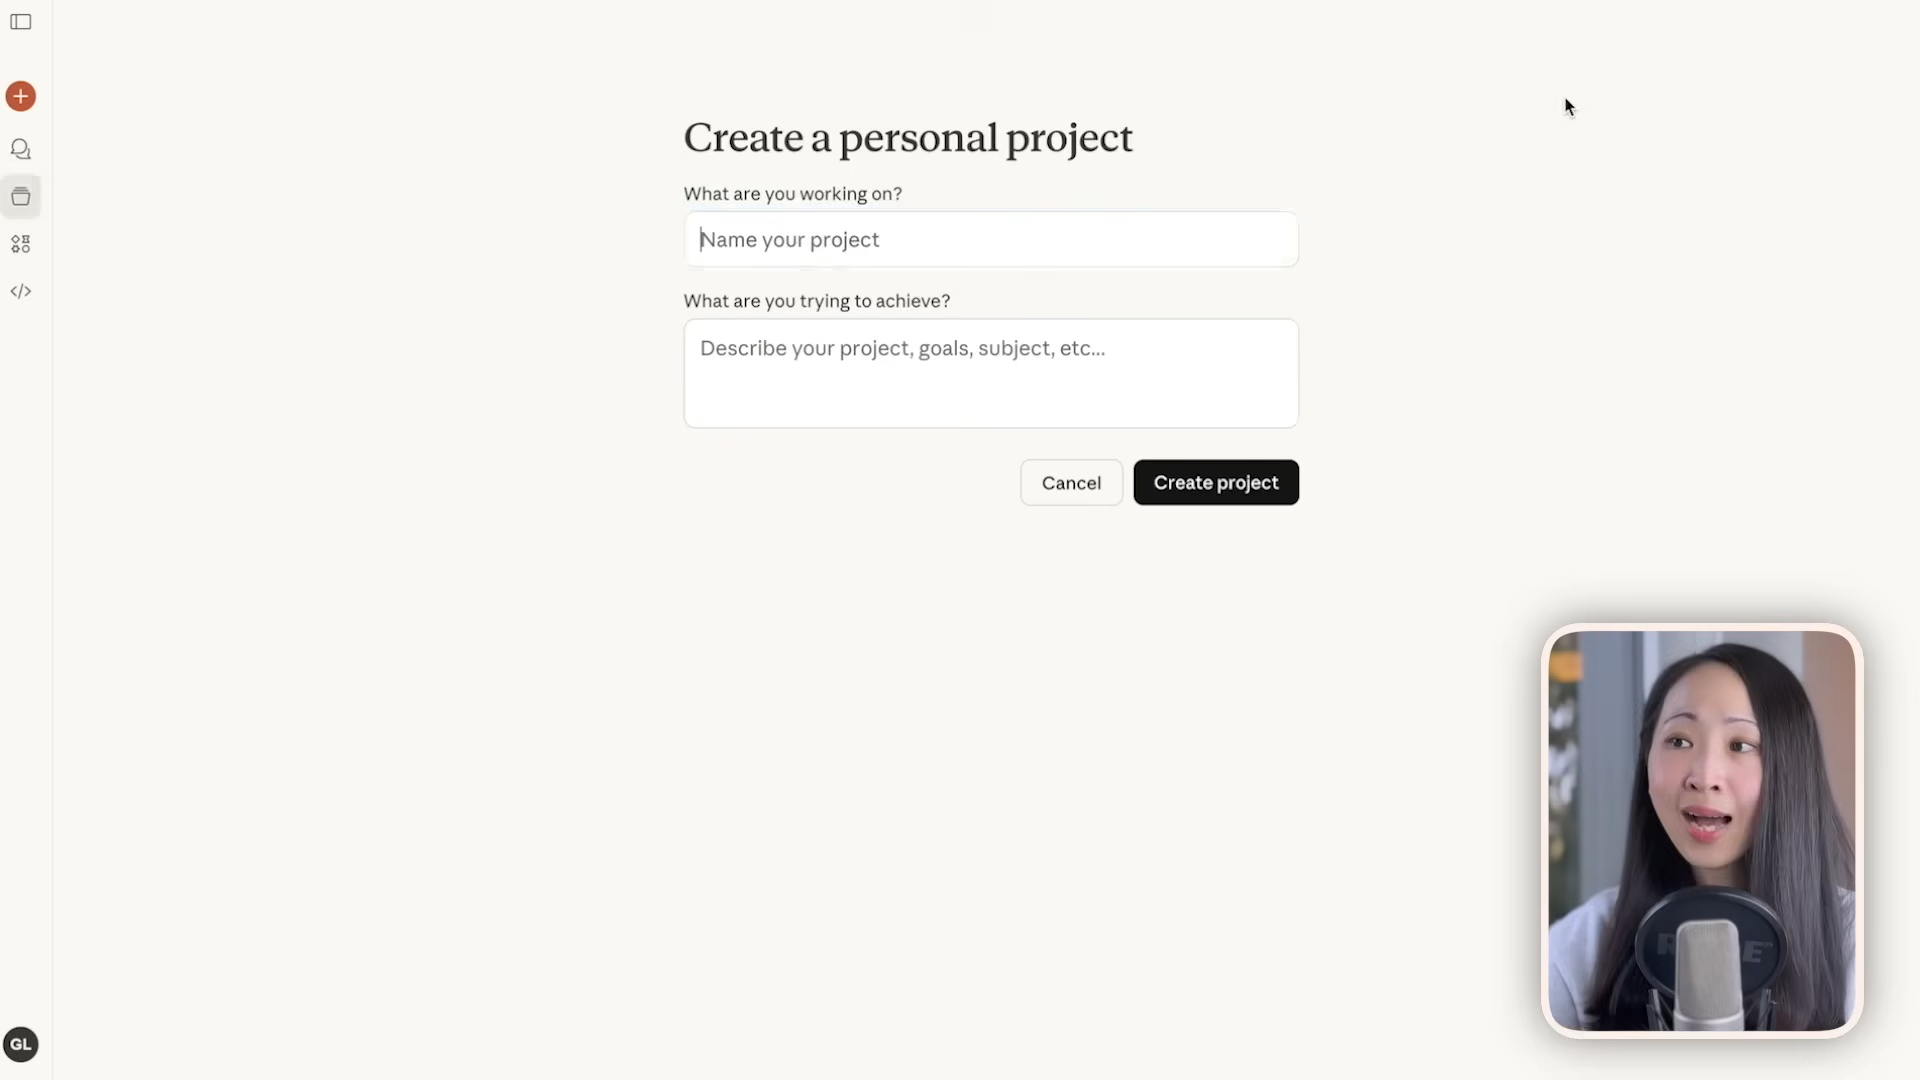 Create a personal project
What are you working on?
Name your project
What are you trying to achieve?
Describe your project, goals, subject, etc...
Cancel
Create project
GL